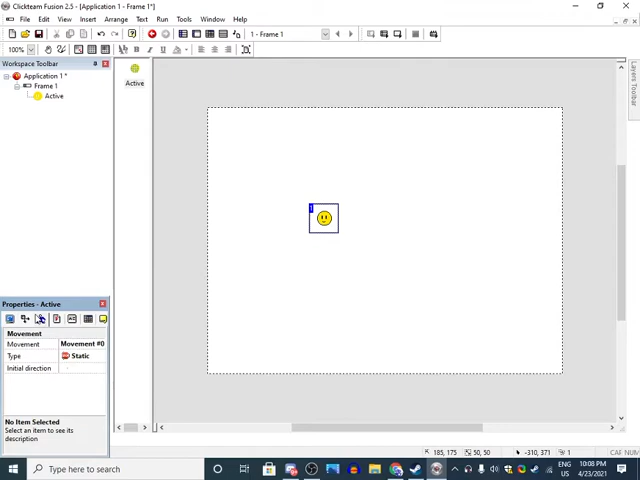 Clickteam Fusion 2.5 - [Application 1 - Frame 1*]
File Edit View Insert Arrange Text Run Tools Window Help
1 - Frame 1
100%
Workspace Toolbar
Application 1 *
Frame 1
Active
Active
Layers Toolbar
Properties - Active
Movement
Movement Movement #0
Type Static
Initial direction
No Item Selected
Select an item to see its
description
185, 175 50, 50 -310, 371 1 CAF NUM
Type here to search
ENG 10:08 PM
US 4/23/2021